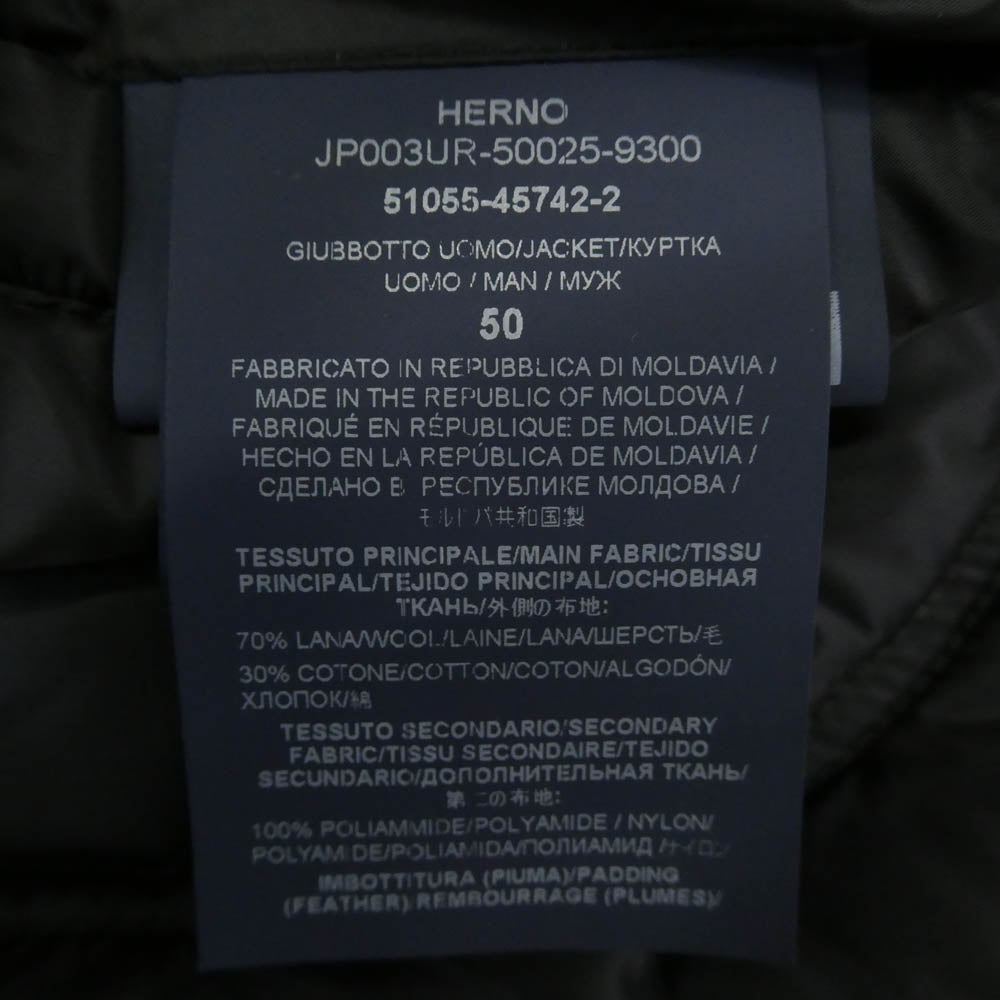 HERNO
JP003UR-50025-9300
51055-45742-2
GIUBBOTTO UOMO/JACKET/КУРТКА
UOMO / MAN / МУЖ
50
FABBRICATO IN REPUBBLICA DI MOLDAVIA /
MADE IN THE REPUBLIC OF MOLDOVA /
FABRIQUÉ EN RÉPUBLIQUE DE MOLDAVIE /
HECHO EN LA REPÚBLICA DE MOLDAVIA /
СДЕЛАНО В РЕСПУБЛИКЕ МОЛДОВА /
モルドバ共和国製
TESSUTO PRINCIPALE/MAIN FABRIC/TISSU
PRINCIPAL/TEJIDO PRINCIPAL/ОСНОВНАЯ
ТКАНЬ/外側の布地:
70% LANA/WOOL/LAINE/LANA/ШЕРСТЬ/毛
30% COTONE/COTTON/COTON/ALGODÓN/
ХЛОПОК/綿
TESSUTO SECONDARIO/SECONDARY
FABRIC/TISSU SECONDAIRE/TEJIDO
SECUNDARIO/ДОПОЛНИТЕЛЬНАЯ ТКАНЬ/
第二の布地:
100% POLIAMMIDE/POLYAMIDE / NYLON/
POLYAMIDE/POLIAMIDA/ПОЛИАМИД /ナイロン
IMBOTTITURA (PIUMA)/PADDING
(FEATHER)/REMBOURRAGE (PLUMES)/